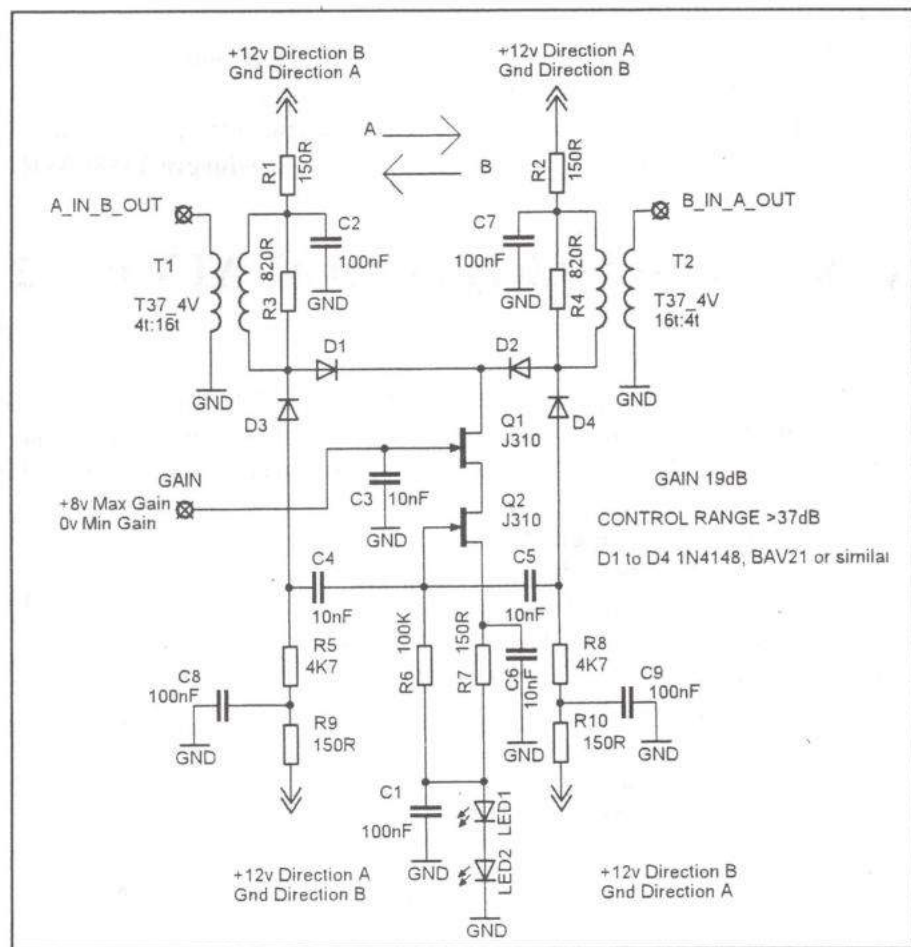 +12v Direction B
Gnd Direction A
+12v Direction A
Gnd Direction B
A
B
R1
150R
R2
150R
A_IN_B_OUT
B_IN_A_OUT
C2
100nF
GND
C7
100nF
GND
T1
T37_4V
4t:16t
820R
R3
820R
R4
T2
T37_4V
16t:4t
GND
GND
D1
D2
D3
D4
Q1
J310
Q2
J310
GAIN
+8v Max Gain
0v Min Gain
C3
10nF
GND
GAIN 19dB
CONTROL RANGE >37dB
D1 to D4 1N4148, BAV21 or similar
C4
10nF
C5
10nF
R5
4K7
100K
R6
150R
R7
C6
10nF
GND
R8
4K7
C8
100nF
GND
R9
150R
C9
100nF
GND
R10
150R
C1
100nF
GND
LED1
LED2
GND
+12v Direction A
Gnd Direction B
+12v Direction B
Gnd Direction A